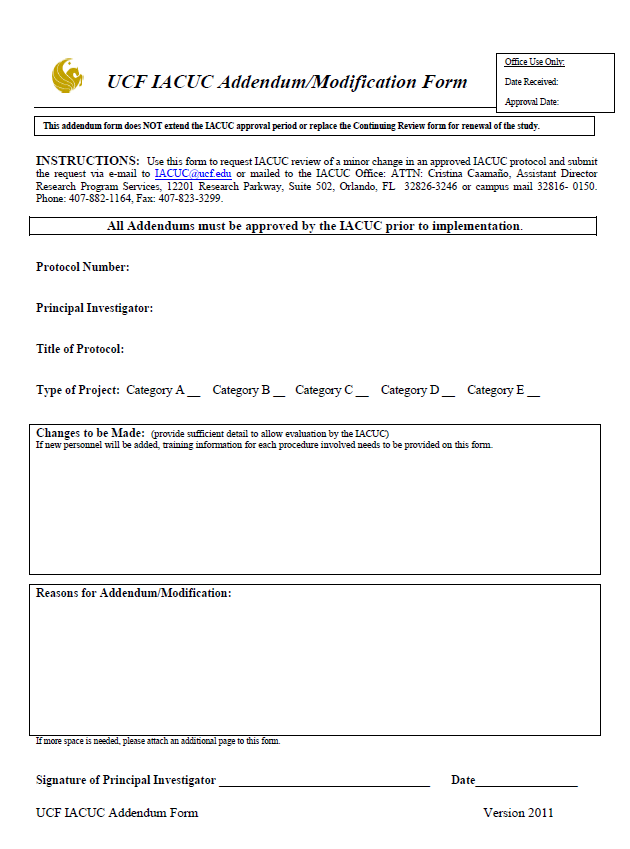 UCF IACUC Addendum/Modification Form
Office Use Only:
Date Received:
Approval Date:
This addendum form does NOT extend the IACUC approval period or replace the Continuing Review form for renewal of the study.
INSTRUCTIONS: Use this form to request IACUC review of a minor change in an approved IACUC protocol and submit
the request via e-mail to IACUC@ucf.edu or mailed to the IACUC Office: ATTN: Cristina Caamaño, Assistant Director
Research Program Services, 12201 Research Parkway, Suite 502, Orlando, FL 32826-3246 or campus mail 32816- 0150.
Phone: 407-882-1164, Fax: 407-823-3299.
All Addendums must be approved by the IACUC prior to implementation.
Protocol Number:
Principal Investigator:
Title of Protocol:
Type of Project: Category A __ Category B __ Category C __ Category D __ Category E __
Changes to be Made: (provide sufficient detail to allow evaluation by the IACUC)
If new personnel will be added, training information for each procedure involved needs to be provided on this form.
Reasons for Addendum/Modification:
If more space is needed, please attach an additional page to this form.
Signature of Principal Investigator _________________________________ Date________________
UCF IACUC Addendum Form Version 2011